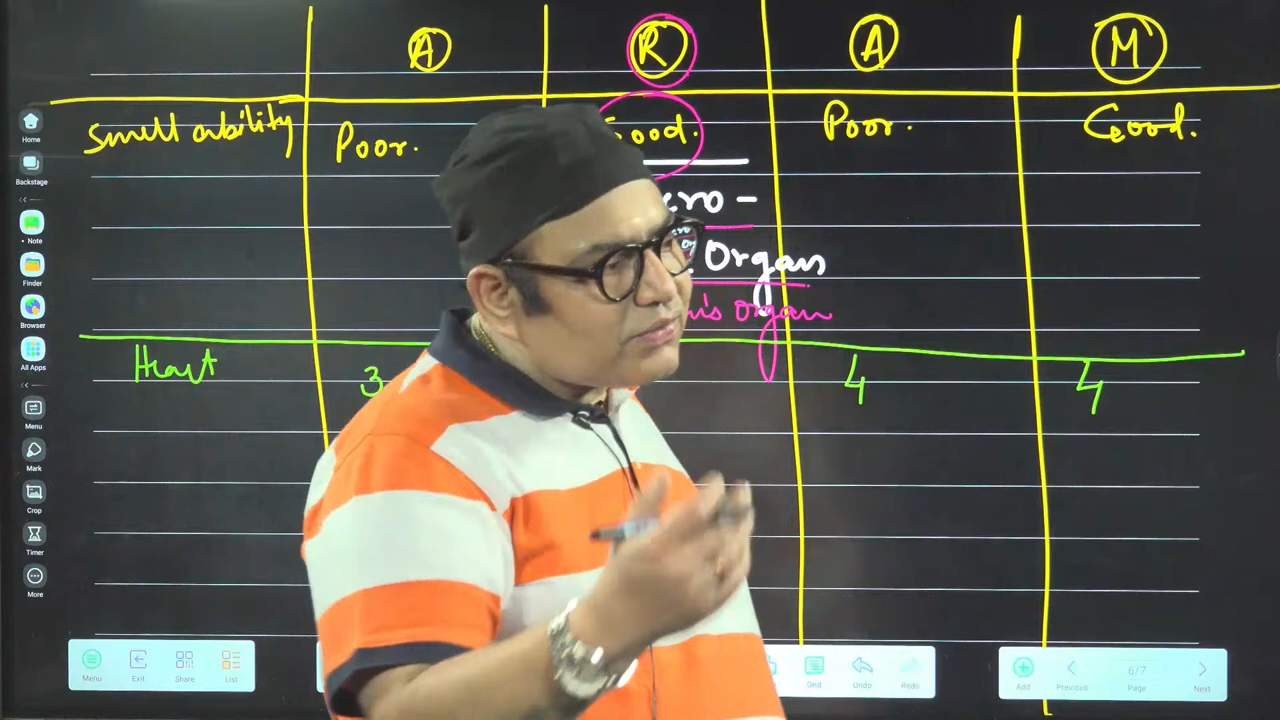 A R A M
Smell ability Poor. Good. Poor. Good.
Organ
Heart 3 4 4
Home
Backstage
Note
Finder
Browser
All Apps
Menu
Mark
Crop
Timer
More
Menu Exit Share List Grid Undo Redo Add Previous 6/7 Page Next